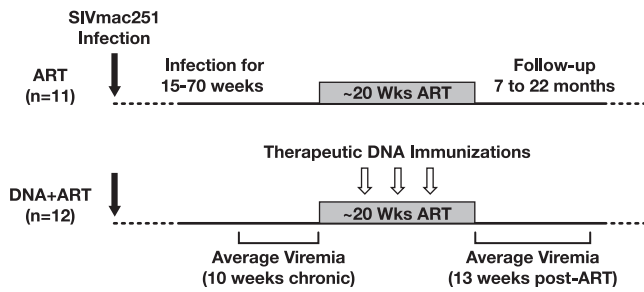 SIVmac251
Infection
ART
(n=11)
Infection for
15-70 weeks
~20 Wks ART
Follow-up
7 to 22 months
Therapeutic DNA Immunizations
DNA+ART
(n=12)
~20 Wks ART
Average Viremia
(10 weeks chronic)
Average Viremia
(13 weeks post-ART)